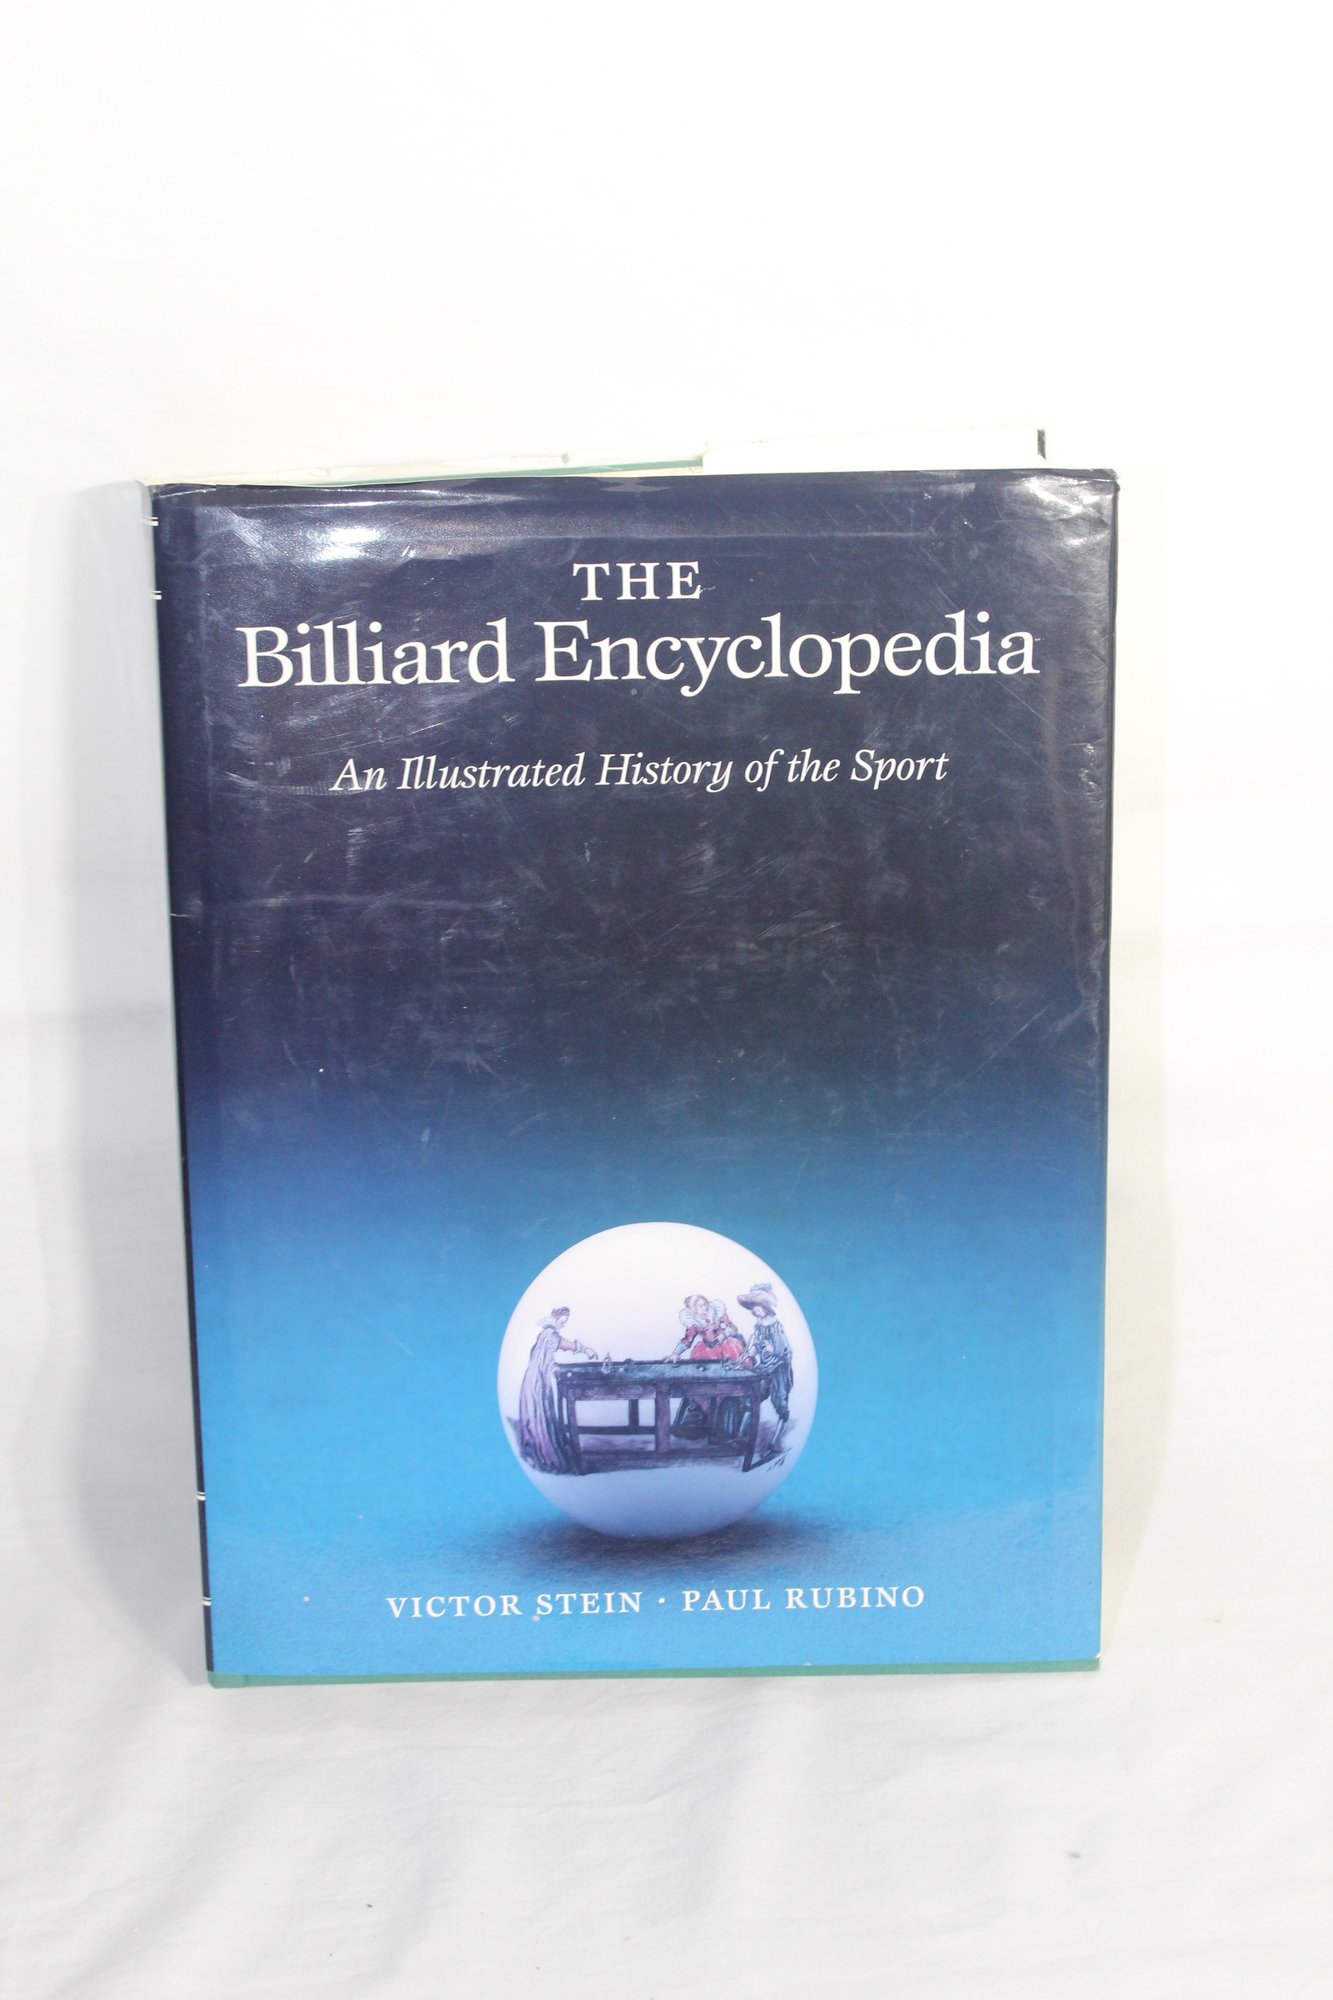 THE
Billiard Encyclopedia
An Illustrated History of the Sport
VICTOR STEIN · PAUL RUBINO